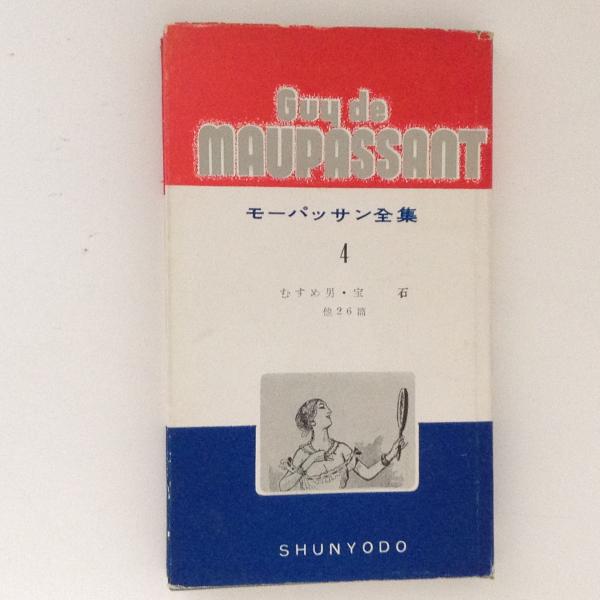 Guy de
MAUPASSANT
モーパッサン全集
4
むすめ男・宝 石
他26篇
SHUNYODO